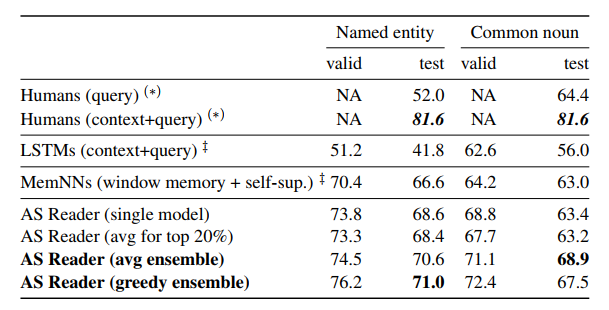 Named entity Common noun
valid test valid test
Humans (query) (*) NA 52.0 NA 64.4
Humans (context+query) (*) NA 81.6 NA 81.6
LSTMs (context+query) ‡ 51.2 41.8 62.6 56.0
MemNNs (window memory + self-sup.) ‡ 70.4 66.6 64.2 63.0
AS Reader (single model) 73.8 68.6 68.8 63.4
AS Reader (avg for top 20%) 73.3 68.4 67.7 63.2
AS Reader (avg ensemble) 74.5 70.6 71.1 68.9
AS Reader (greedy ensemble) 76.2 71.0 72.4 67.5